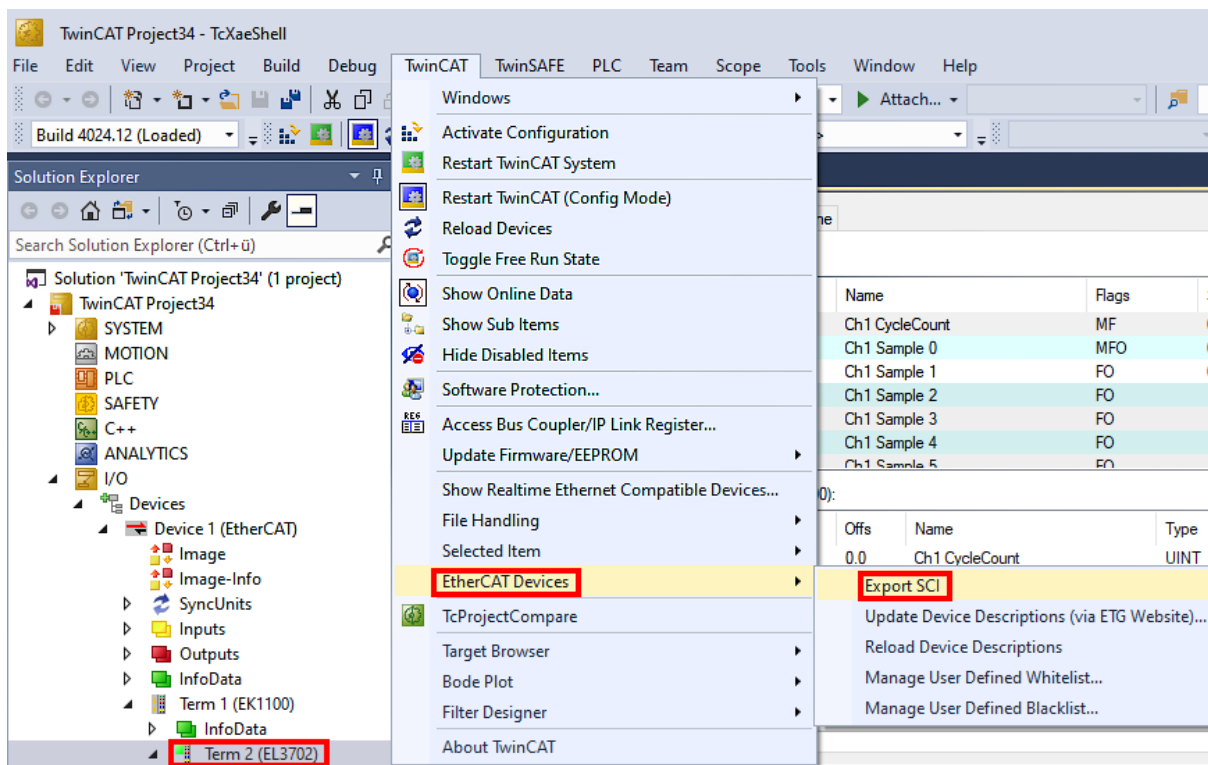 TwinCAT Project34 - TcXaeShell
File Edit View Project Build Debug TwinCAT TwinSAFE PLC Team Scope Tools Window Help
Attach...
Build 4024.12 (Loaded)
Solution Explorer
Search Solution Explorer (Ctrl+ü)
Solution 'TwinCAT Project34' (1 project)
TwinCAT Project34
SYSTEM
MOTION
PLC
SAFETY
C++
ANALYTICS
I/O
Devices
Device 1 (EtherCAT)
Image
Image-Info
SyncUnits
Inputs
Outputs
InfoData
Term 1 (EK1100)
InfoData
Term 2 (EL3702)
Windows
Activate Configuration
Restart TwinCAT System
Restart TwinCAT (Config Mode)
Reload Devices
Toggle Free Run State
Show Online Data
Show Sub Items
Hide Disabled Items
Software Protection...
REG
Access Bus Coupler/IP Link Register...
Update Firmware/EEPROM
Show Realtime Ethernet Compatible Devices...
File Handling
Selected Item
EtherCAT Devices
TcProjectCompare
Target Browser
Bode Plot
Filter Designer
About TwinCAT
Export SCI
Update Device Descriptions (via ETG Website)...
Reload Device Descriptions
Manage User Defined Whitelist...
Manage User Defined Blacklist...
ne
Name Flags
Ch1 CycleCount MF
Ch1 Sample 0 MFO
Ch1 Sample 1 FO
Ch1 Sample 2 FO
Ch1 Sample 3 FO
Ch1 Sample 4 FO
Ch1 Sample 5 FO
0):
Offs Name Type
0.0 Ch1 CycleCount UINT